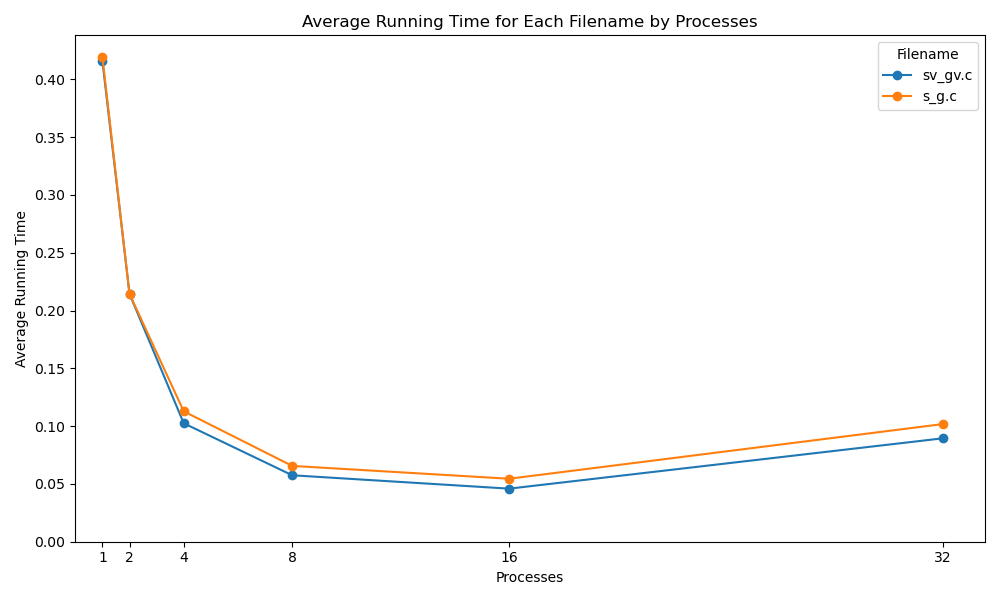 Average Running Time for Each Filename by Processes
Filename
sv_gv.c
s_g.c
Average Running Time
0.40
0.35
0.30
0.25
0.20
0.15
0.10
0.05
0.00
1 2 4 8 16 32
Processes